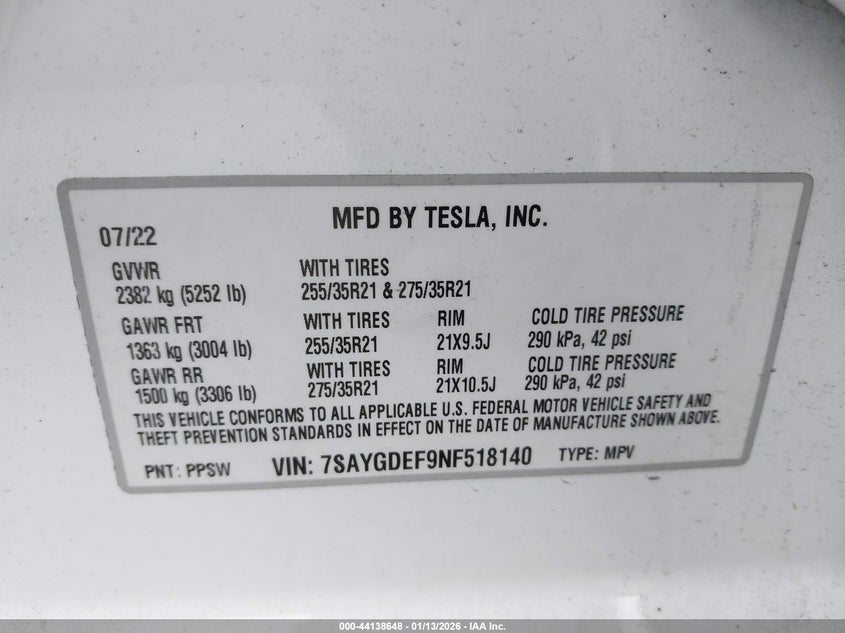 MFD BY TESLA, INC.
07/22
GVWR WITH TIRES
2382 kg (5252 lb) 255/35R21 & 275/35R21
GAWR FRT WITH TIRES RIM COLD TIRE PRESSURE
1363 kg (3004 lb) 255/35R21 21X9.5J 290 kPa, 42 psi
GAWR RR WITH TIRES RIM COLD TIRE PRESSURE
1500 kg (3306 lb) 275/35R21 21X10.5J 290 kPa, 42 psi
THIS VEHICLE CONFORMS TO ALL APPLICABLE U.S. FEDERAL MOTOR VEHICLE SAFETY AND
THEFT PREVENTION STANDARDS IN EFFECT ON THE DATE OF MANUFACTURE SHOWN ABOVE.
PNT: PPSW VIN: 7SAYGDEF9NF518140 TYPE: MPV
000-44138648 - 01/13/2026 - IAA Inc.